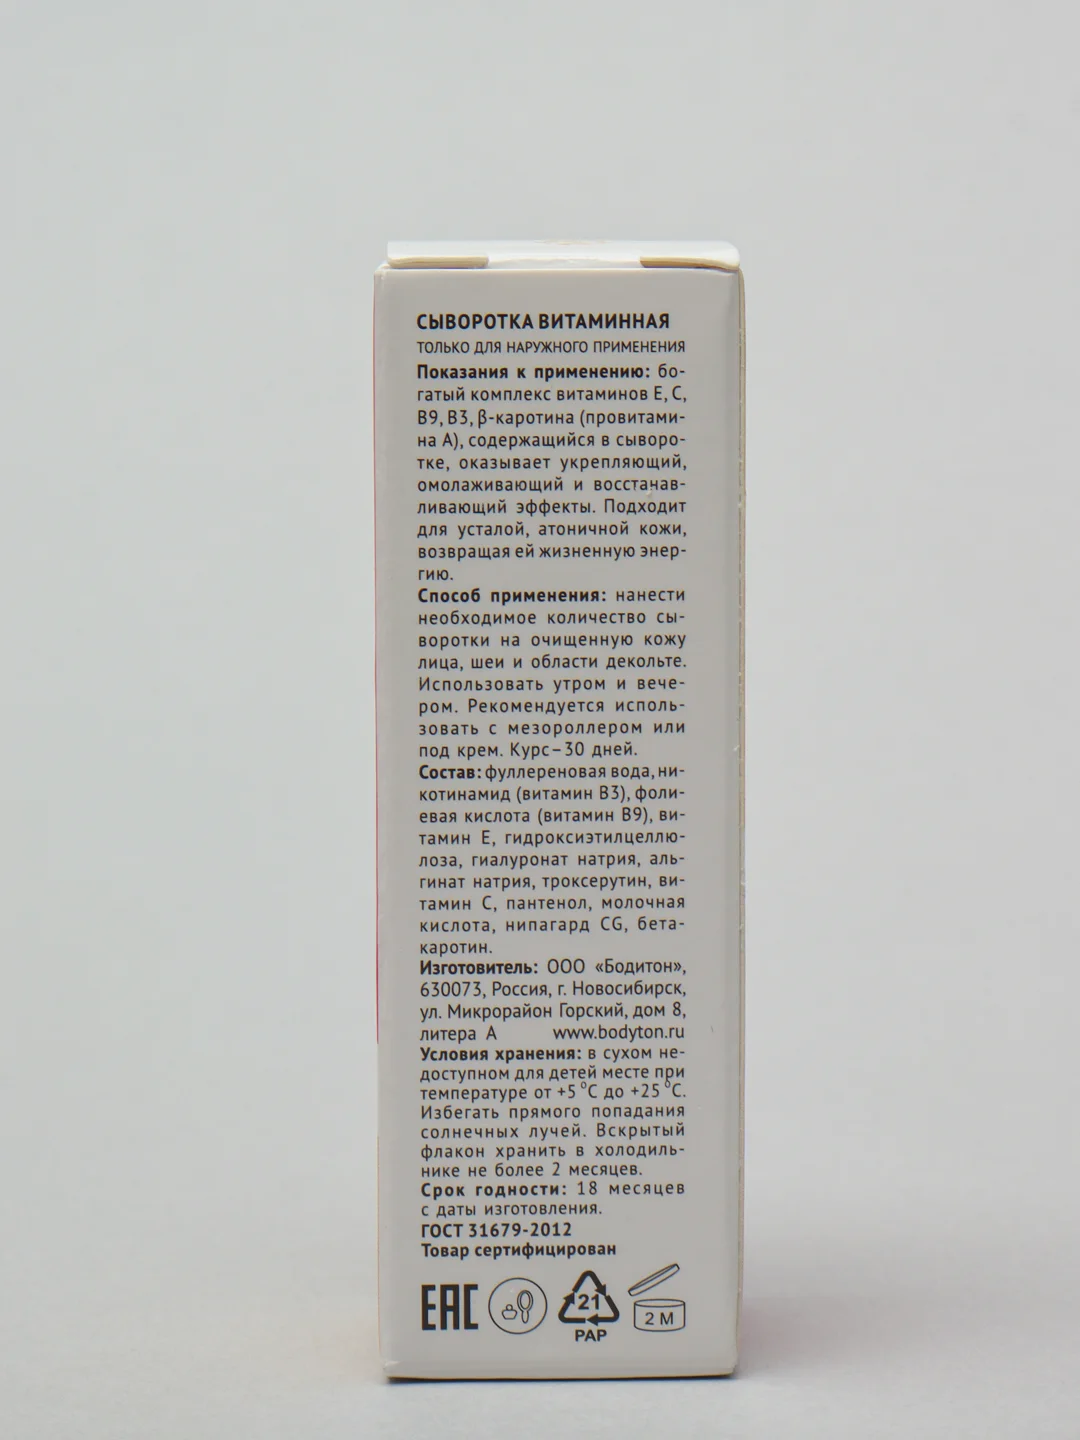 СЫВОРОТКА ВИТАМИННАЯ
ТОЛЬКО ДЛЯ НАРУЖНОГО ПРИМЕНЕНИЯ
Показания к применению: бо-
гатый комплекс витаминов Е, С,
В9, В3, β-каротина (провитами-
на А), содержащийся в сыворо-
тке, оказывает укрепляющий,
омолаживающий и восстанав-
ливающий эффекты. Подходит
для усталой, атоничной кожи,
возвращая ей жизненную энер-
гию.
Способ применения: нанести
необходимое количество сы-
воротки на очищенную кожу
лица, шеи и области декольте.
Использовать утром и вече-
ром. Рекомендуется исполь-
зовать с мезороллером или
под крем. Курс–30 дней.
Состав: фуллереновая вода, ни-
котинамид (витамин В3), фоли-
евая кислота (витамин В9), ви-
тамин Е, гидроксиэтилцеллю-
лоза, гиалуронат натрия, аль-
гинат натрия, троксерутин, ви-
тамин С, пантенол, молочная
кислота, нипагард CG, бета-
каротин.
Изготовитель: ООО «Бодитон»,
630073, Россия, г. Новосибирск,
ул. Микрорайон Горский, дом 8,
литера А www.bodyton.ru
Условия хранения: в сухом не-
доступном для детей месте при
температуре от +5 °С до +25 °С.
Избегать прямого попадания
солнечных лучей. Вскрытый
флакон хранить в холодиль-
нике не более 2 месяцев.
Срок годности: 18 месяцев
с даты изготовления.
ГОСТ 31679-2012
Товар сертифицирован
EAC 21 2 М
PAP